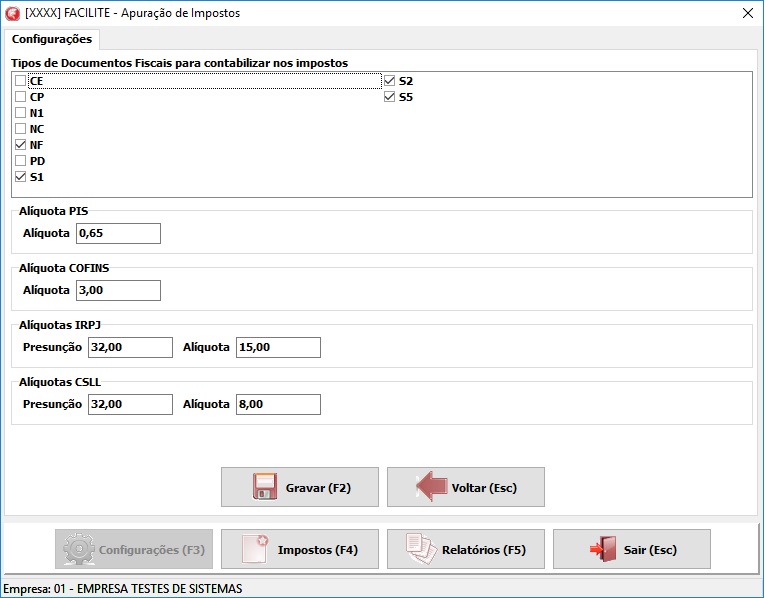 [XXXX] FACILITE - Apuração de Impostos
Configurações
Tipos de Documentos Fiscais para contabilizar nos impostos
CE
CP
N1
NC
NF
PD
S1
S2
S5
Alíquota PIS
Alíquota 0,65
Alíquota COFINS
Alíquota 3,00
Alíquotas IRPJ
Presunção 32,00 Alíquota 15,00
Alíquotas CSLL
Presunção 32,00 Alíquota 8,00
Gravar (F2) Voltar (Esc)
Configurações (F3) Impostos (F4) Relatórios (F5) Sair (Esc)
Empresa: 01 - EMPRESA TESTES DE SISTEMAS